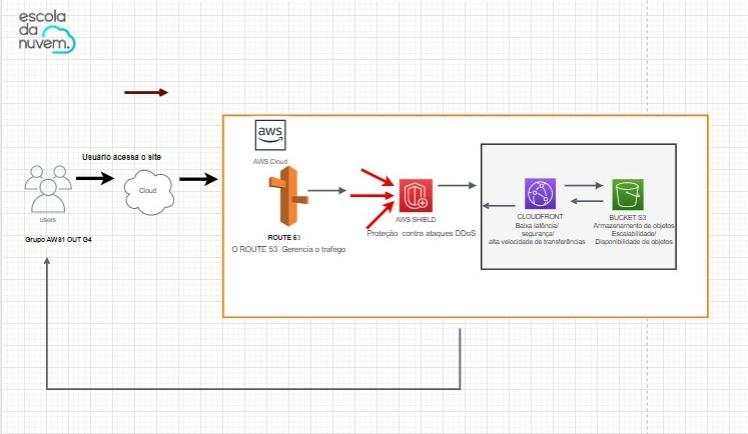 escola
da
nuvem.
Usuário acessa o site
Cloud
users
Grupo AWS1 OUT G4
aws
AWS Cloud
ROUTE 53
O ROUTE 53 Gerencia o trafego
AWS SHIELD
Proteção contra ataques DDoS
CLOUDFRONT
Baixa latência/
segurança/
alta velocidade de transferências
BUCKET S3
Armazenamento de objetos
Escalabilidade/
Disponibilidade de objetos